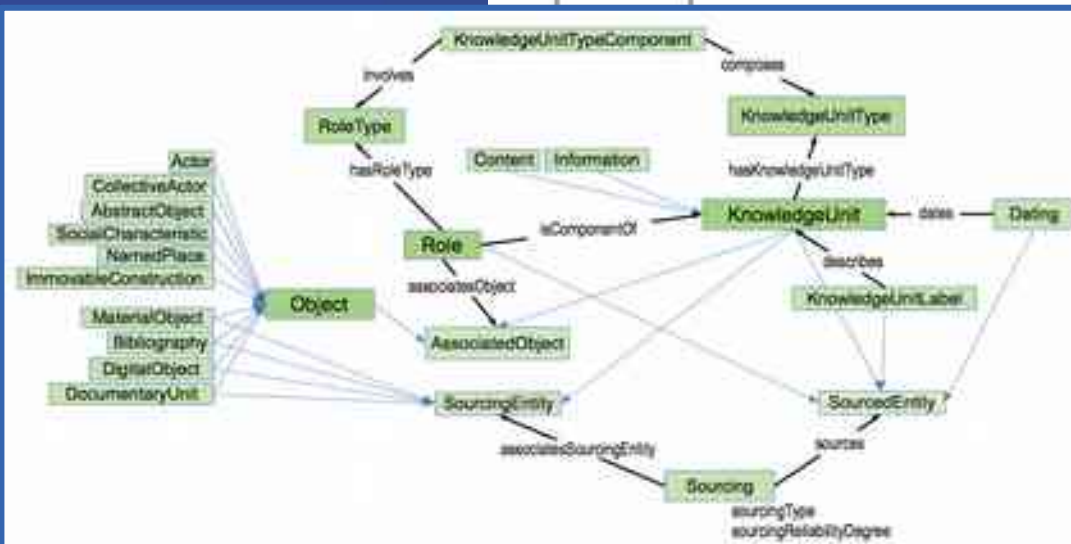 KnowledgeUnitTypeComponent
involves
composes
RoleType
KnowledgeUnitType
hasRoleType
Content
Information
hasKnowledgeUnitType
Actor
CollectiveActor
AbstractObject
SocialCharacteristic
NamedPlace
ImmovableConstruction
Role
isComponentOf
KnowledgeUnit
dates
Dating
associatesObject
describes
KnowledgeUnitLabel
Object
MaterialObject
Bibliography
DigitalObject
DocumentaryUnit
AssociatedObject
SourcingEntity
SourcedEntity
associatesSourcingEntity
sources
Sourcing
sourcingType
sourcingReliabilityDegree